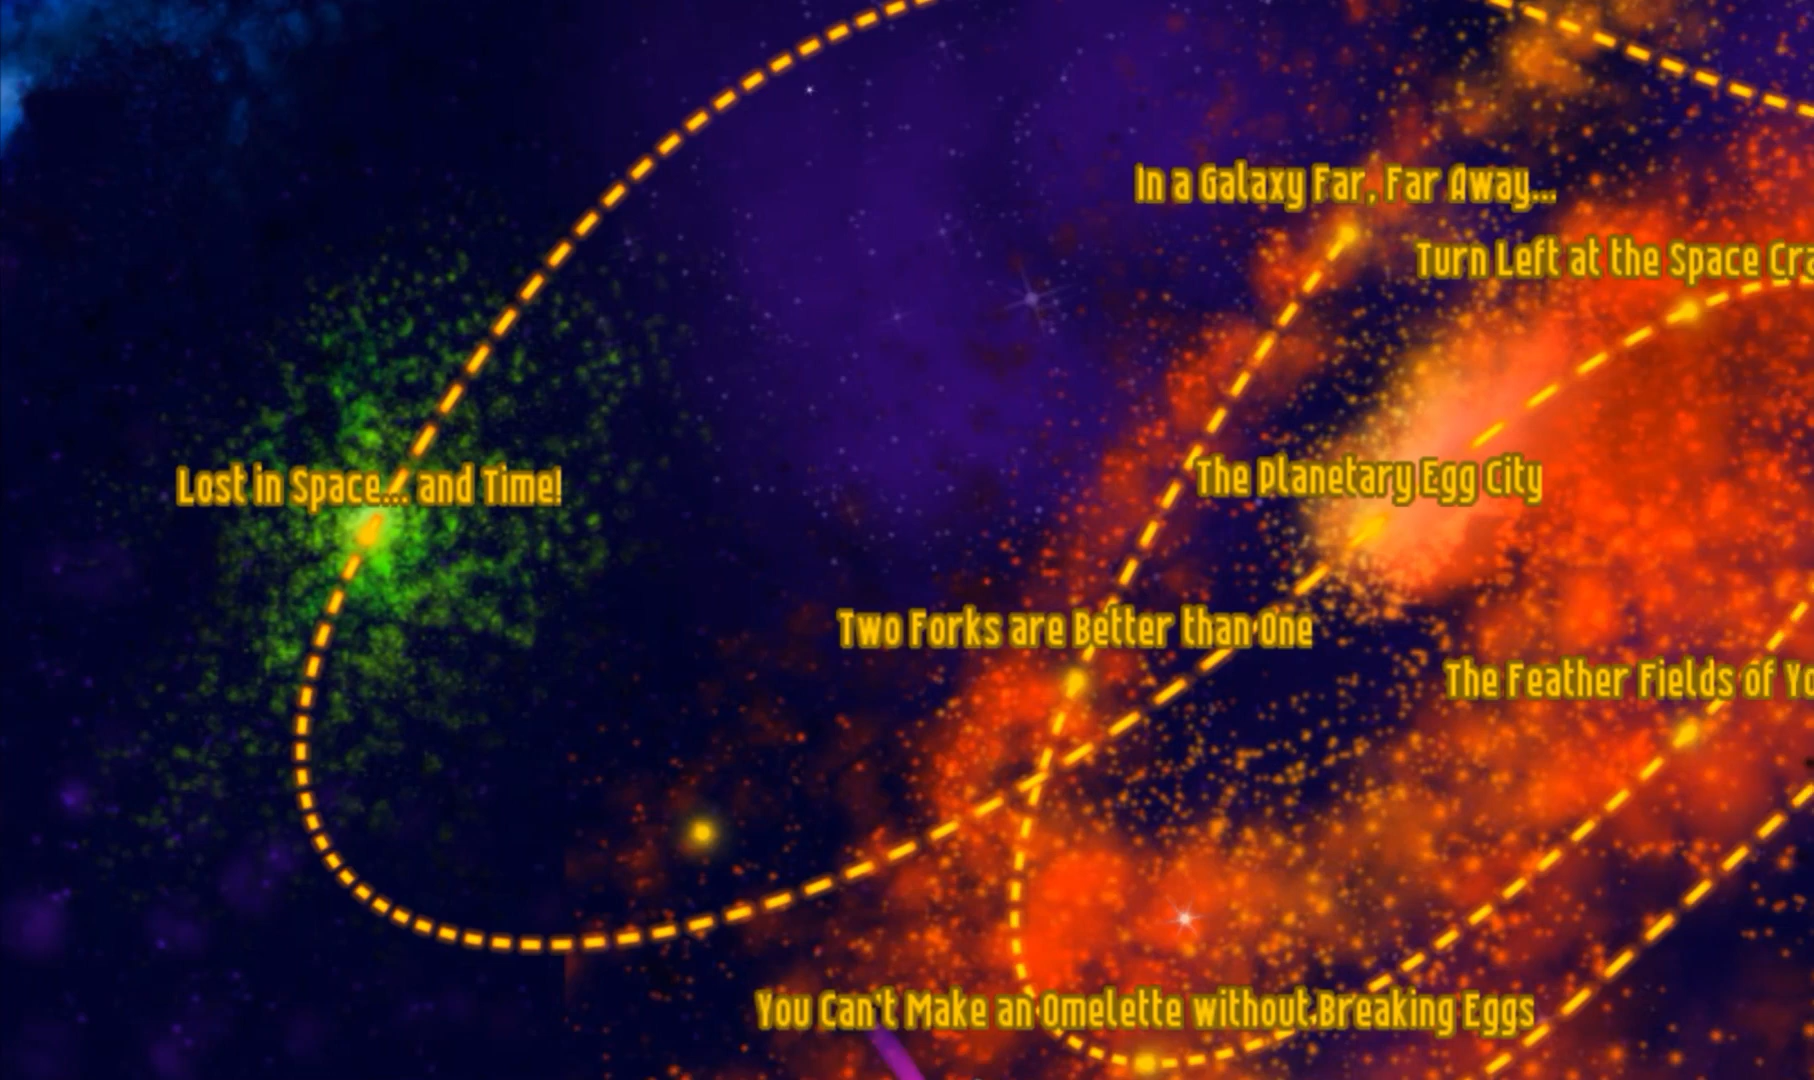 In a Galaxy Far, Far Away...
Turn Left at the Space
The Planetary Egg City
Lost in Space... and Time!
Two Forks are Better than One
The Feather Fields of
You Can't Make an Omelette without Breaking Eggs